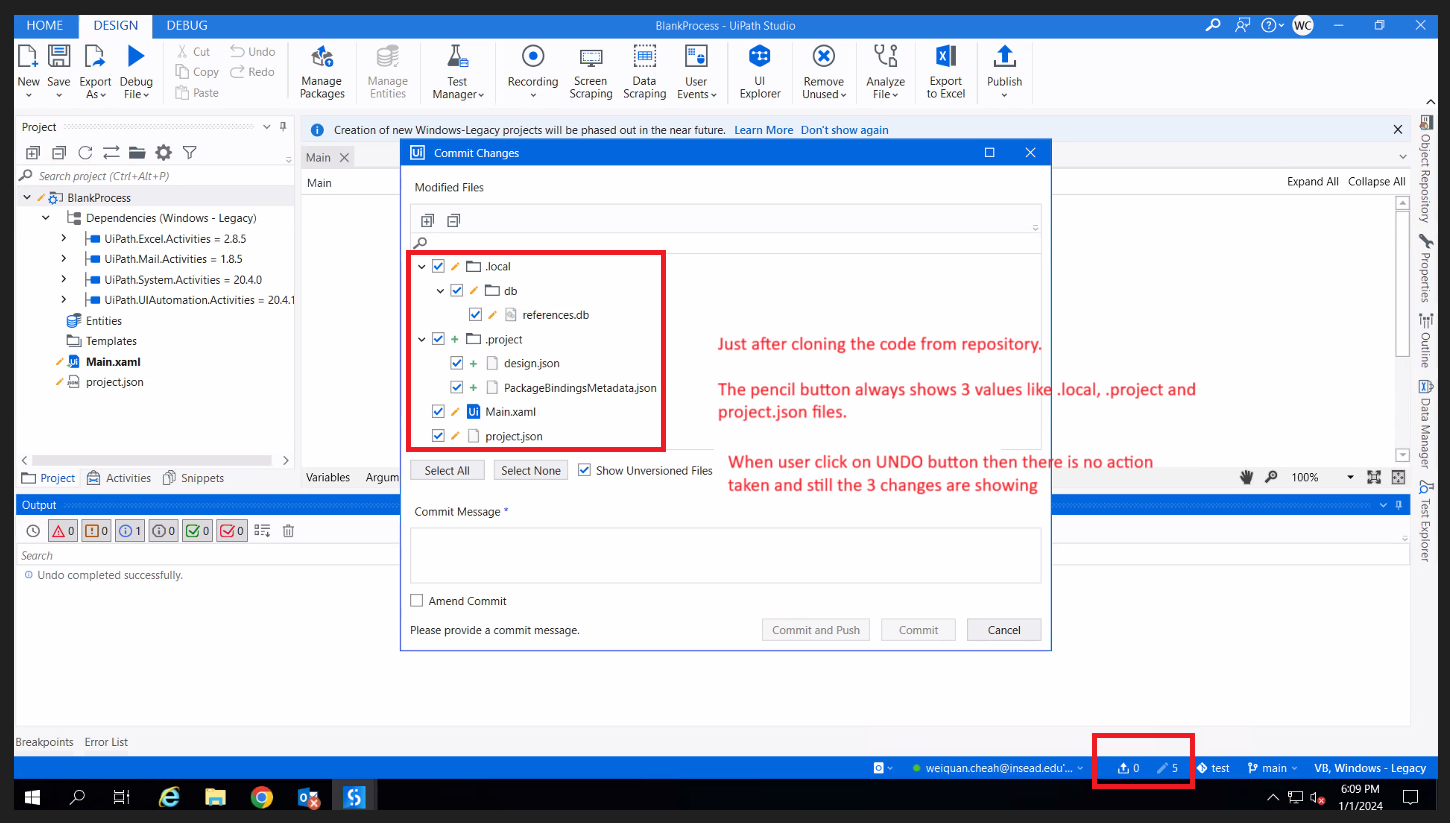 HOME DESIGN DEBUG BlankProcess - UiPath Studio WC
New Save Export As Debug File Cut Copy Paste Undo Redo Manage Packages Manage Entities Test Manager Recording Screen Scraping Data Scraping User Events UI Explorer Remove Unused Analyze File Export to Excel Publish
Project
Creation of new Windows-Legacy projects will be phased out in the near future. Learn More Don't show again
Search project (Ctrl+Alt+P)
BlankProcess
Dependencies (Windows - Legacy)
UiPath.Excel.Activities = 2.8.5
UiPath.Mail.Activities = 1.8.5
UiPath.System.Activities = 20.4.0
UiPath.UIAutomation.Activities = 20.4.1
Entities
Templates
Main.xaml
project.json
Project Activities Snippets
Main
Main
Expand All Collapse All
Ui Commit Changes
Modified Files
.local
db
references.db
.project
design.json
PackageBindingsMetadata.json
Ui Main.xaml
project.json
Select All Select None Show Unversioned Files
Commit Message *
Amend Commit
Please provide a commit message.
Commit and Push Commit Cancel
Just after cloning the code from repository.
The pencil button always shows 3 values like .local, .project and
project.json files.
When user click on UNDO button then there is no action
taken and still the 3 changes are showing
Variables Argum
100%
Object Repository
Properties
Outline
Data Manager
Test Explorer
Output
0 0 1 0 0 0
Search
Undo completed successfully.
Breakpoints Error List
weiquan.cheah@insead.edu'... 0 5 test main VB, Windows - Legacy
6:09 PM
1/1/2024